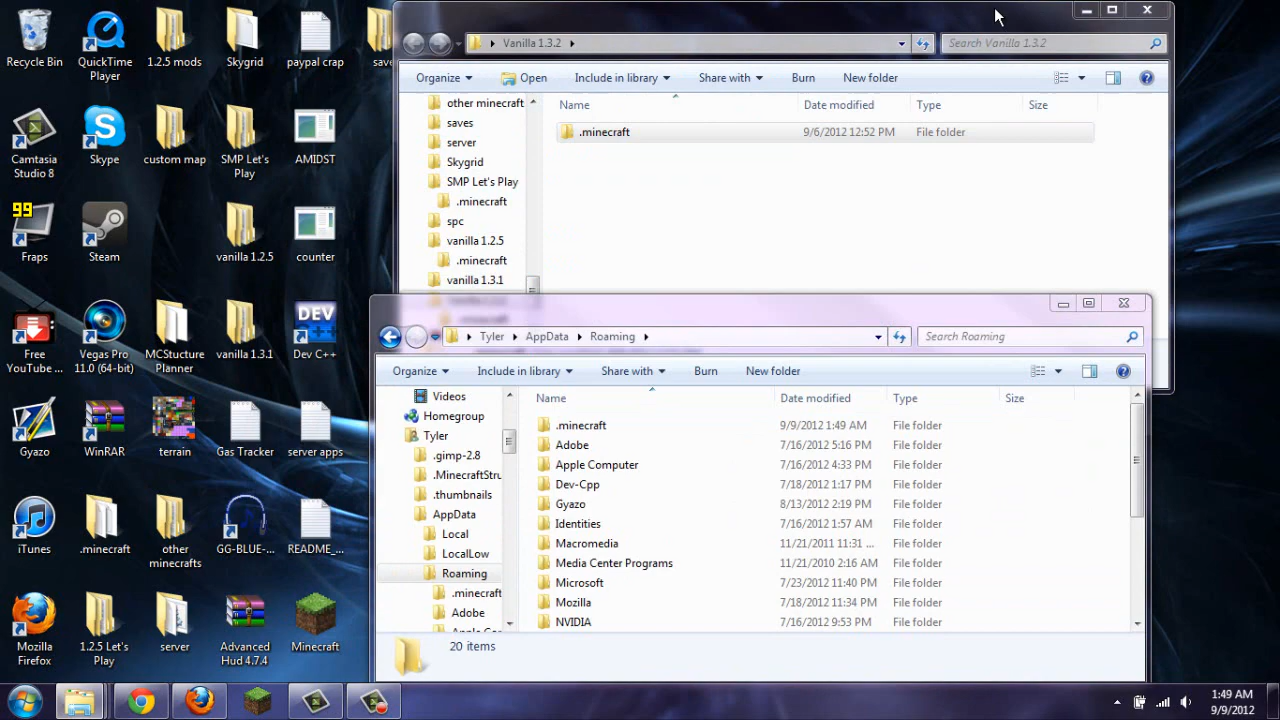 Recycle Bin
QuickTime Player
1.2.5 mods
Skygrid
paypal crap
Camtasia Studio 8
Skype
custom map
SMP Let's Play
AMIDST
99
Fraps
Steam
vanilla 1.2.5
counter
Free YouTube ...
Vegas Pro 11.0 (64-bit)
MCStucture Planner
vanilla 1.3.1
DEV
Dev C++
Gyazo
WinRAR
terrain
Gas Tracker
server apps
iTunes
.minecraft
other minecrafts
GG-BLUE-...
README_...
Mozilla Firefox
1.2.5 Let's Play
server
Advanced Hud 4.7.4
Minecraft
Vanilla 1.3.2
Search Vanilla 1.3.2
Organize
Open
Include in library
Share with
Burn
New folder
other minecraft
saves
server
Skygrid
SMP Let's Play
.minecraft
spc
vanilla 1.2.5
.minecraft
vanilla 1.3.1
Name Date modified Type Size
.minecraft 9/6/2012 12:52 PM File folder
Tyler AppData Roaming
Search Roaming
Organize
Include in library
Share with
Burn
New folder
Videos
Homegroup
Tyler
.gimp-2.8
.MinecraftStru
.thumbnails
AppData
Local
LocalLow
Roaming
.minecraft
Adobe
Name Date modified Type Size
.minecraft 9/9/2012 1:49 AM File folder
Adobe 7/16/2012 5:16 PM File folder
Apple Computer 7/16/2012 4:33 PM File folder
Dev-Cpp 7/18/2012 1:17 PM File folder
Gyazo 8/13/2012 2:19 PM File folder
Identities 7/16/2012 1:57 AM File folder
Macromedia 11/21/2011 11:31 ... File folder
Media Center Programs 11/21/2010 2:16 AM File folder
Microsoft 7/23/2012 11:40 PM File folder
Mozilla 7/18/2012 11:34 PM File folder
NVIDIA 7/16/2012 9:53 PM File folder
20 items
1:49 AM
9/9/2012